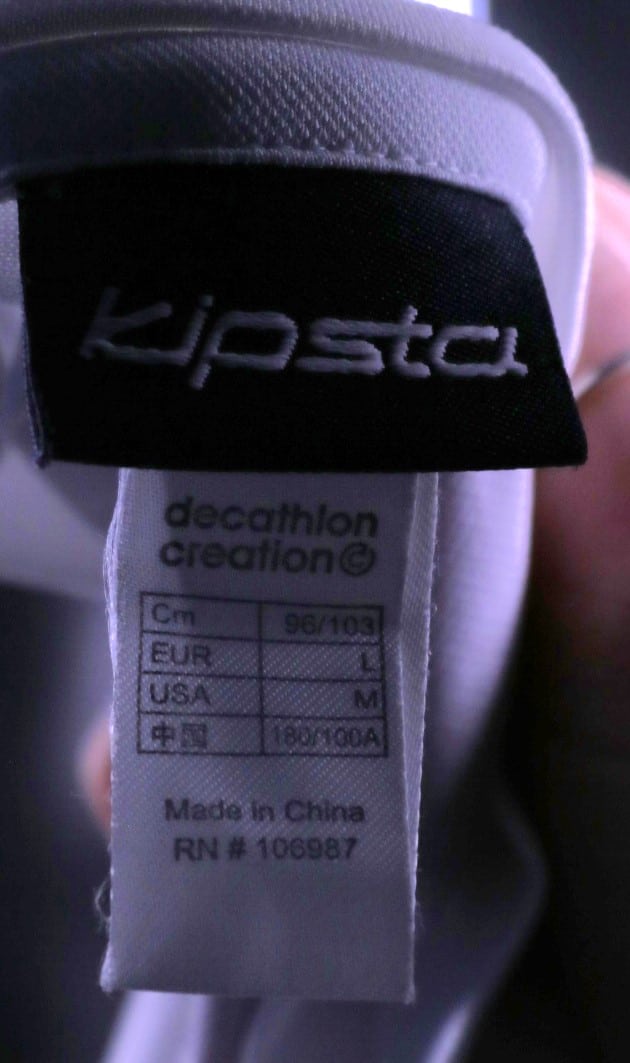 kipsta
decathlon
creation©
Cm 96/103
EUR L
USA M
中国 180/100A
Made in China
RN # 106987